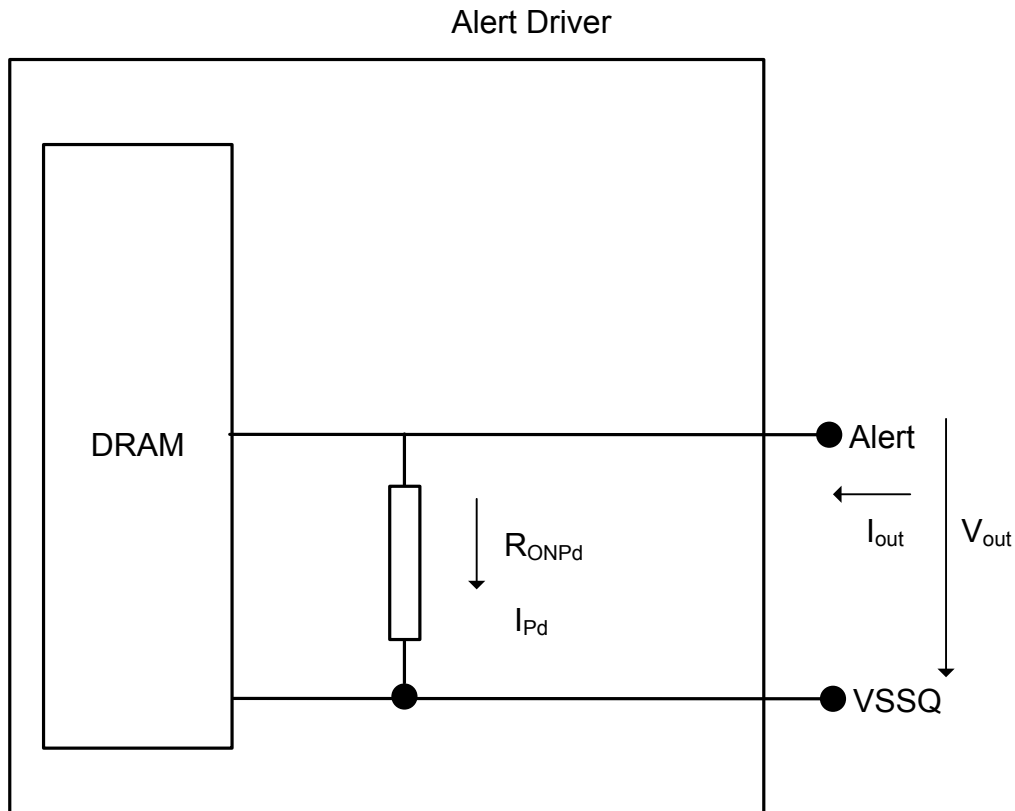 Alert Driver
DRAM
Alert
R_ONPd
I_out
V_out
I_Pd
VSSQ